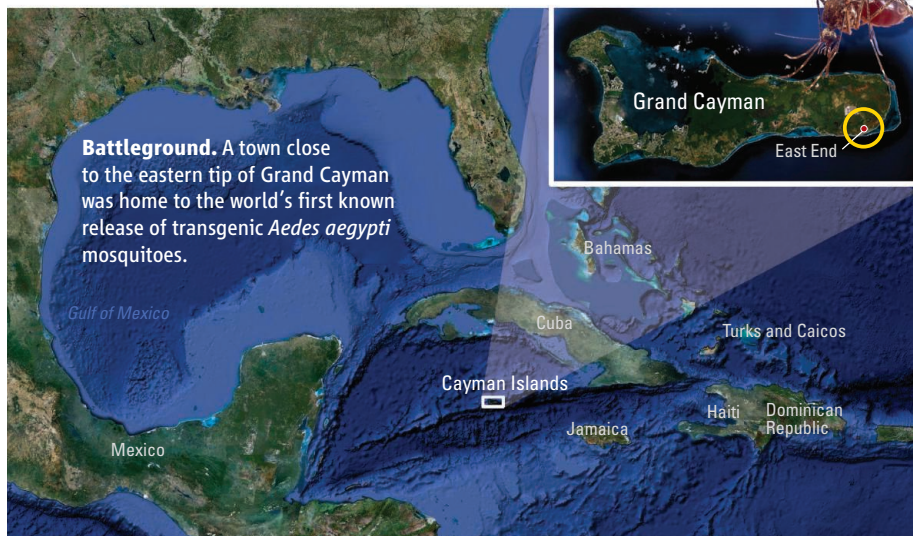 Battleground. A town close
to the eastern tip of Grand Cayman
was home to the world's first known
release of transgenic Aedes aegypti
mosquitoes.
Grand Cayman
East End
Bahamas
Gulf of Mexico
Cuba
Turks and Caicos
Cayman Islands
Haiti
Dominican
Republic
Jamaica
Mexico